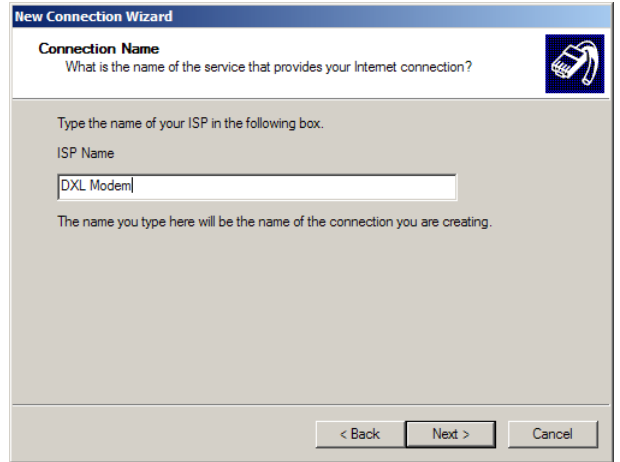 New Connection Wizard
Connection Name
What is the name of the service that provides your Internet connection?
Type the name of your ISP in the following box.
ISP Name
DXL Modem
The name you type here will be the name of the connection you are creating.
< Back Next > Cancel